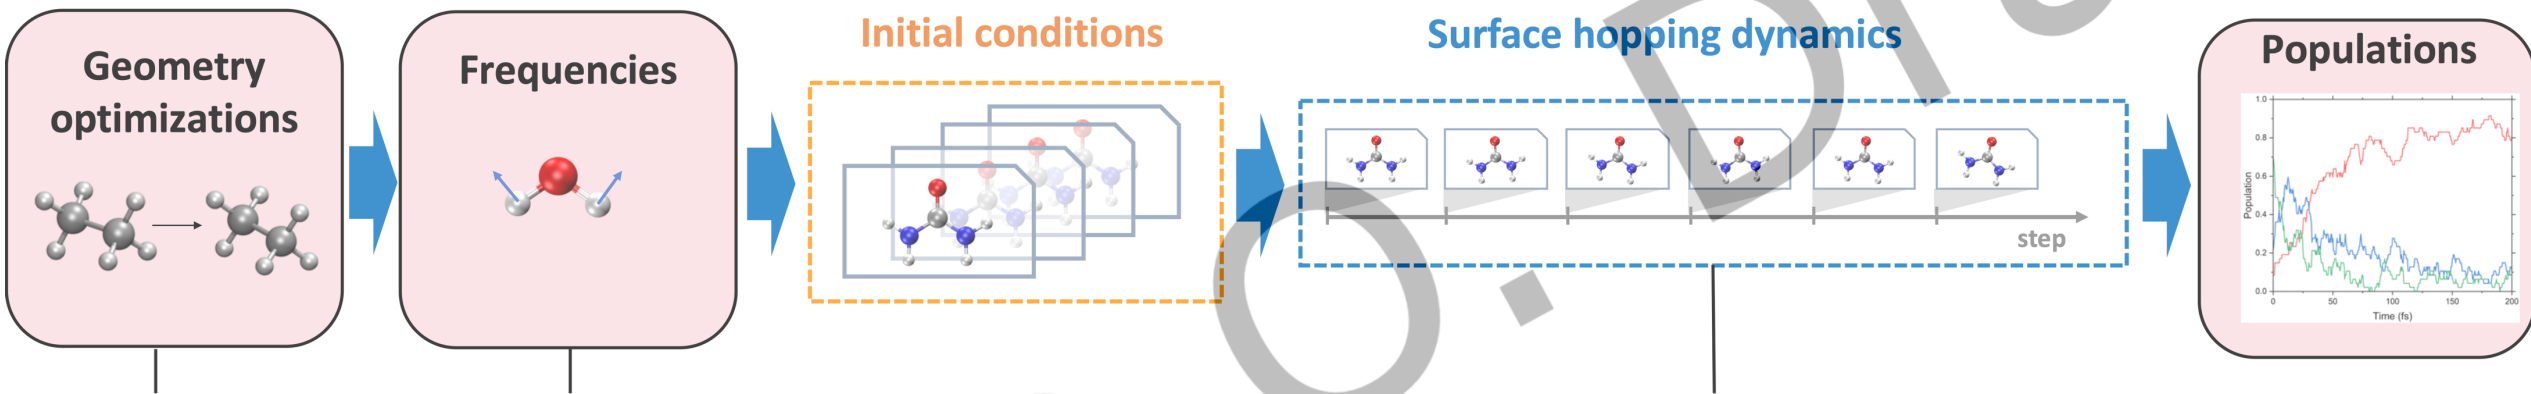 Geometry
optimizations
Frequencies
Initial conditions
Surface hopping dynamics
step
Populations
1.0
0.8
0.6
0.4
0.2
0.0
Population
0
50
100
150
200
Time (fs)